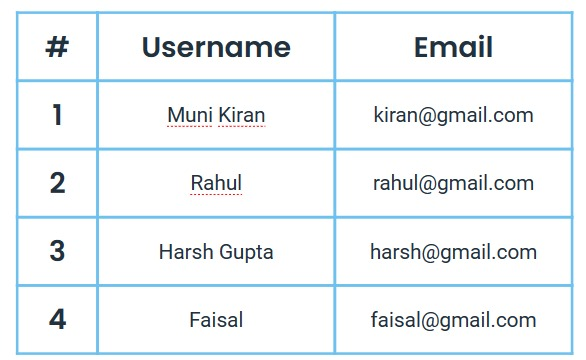 # Username Email
1 Muni Kiran kiran@gmail.com
2 Rahul rahul@gmail.com
3 Harsh Gupta harsh@gmail.com
4 Faisal faisal@gmail.com